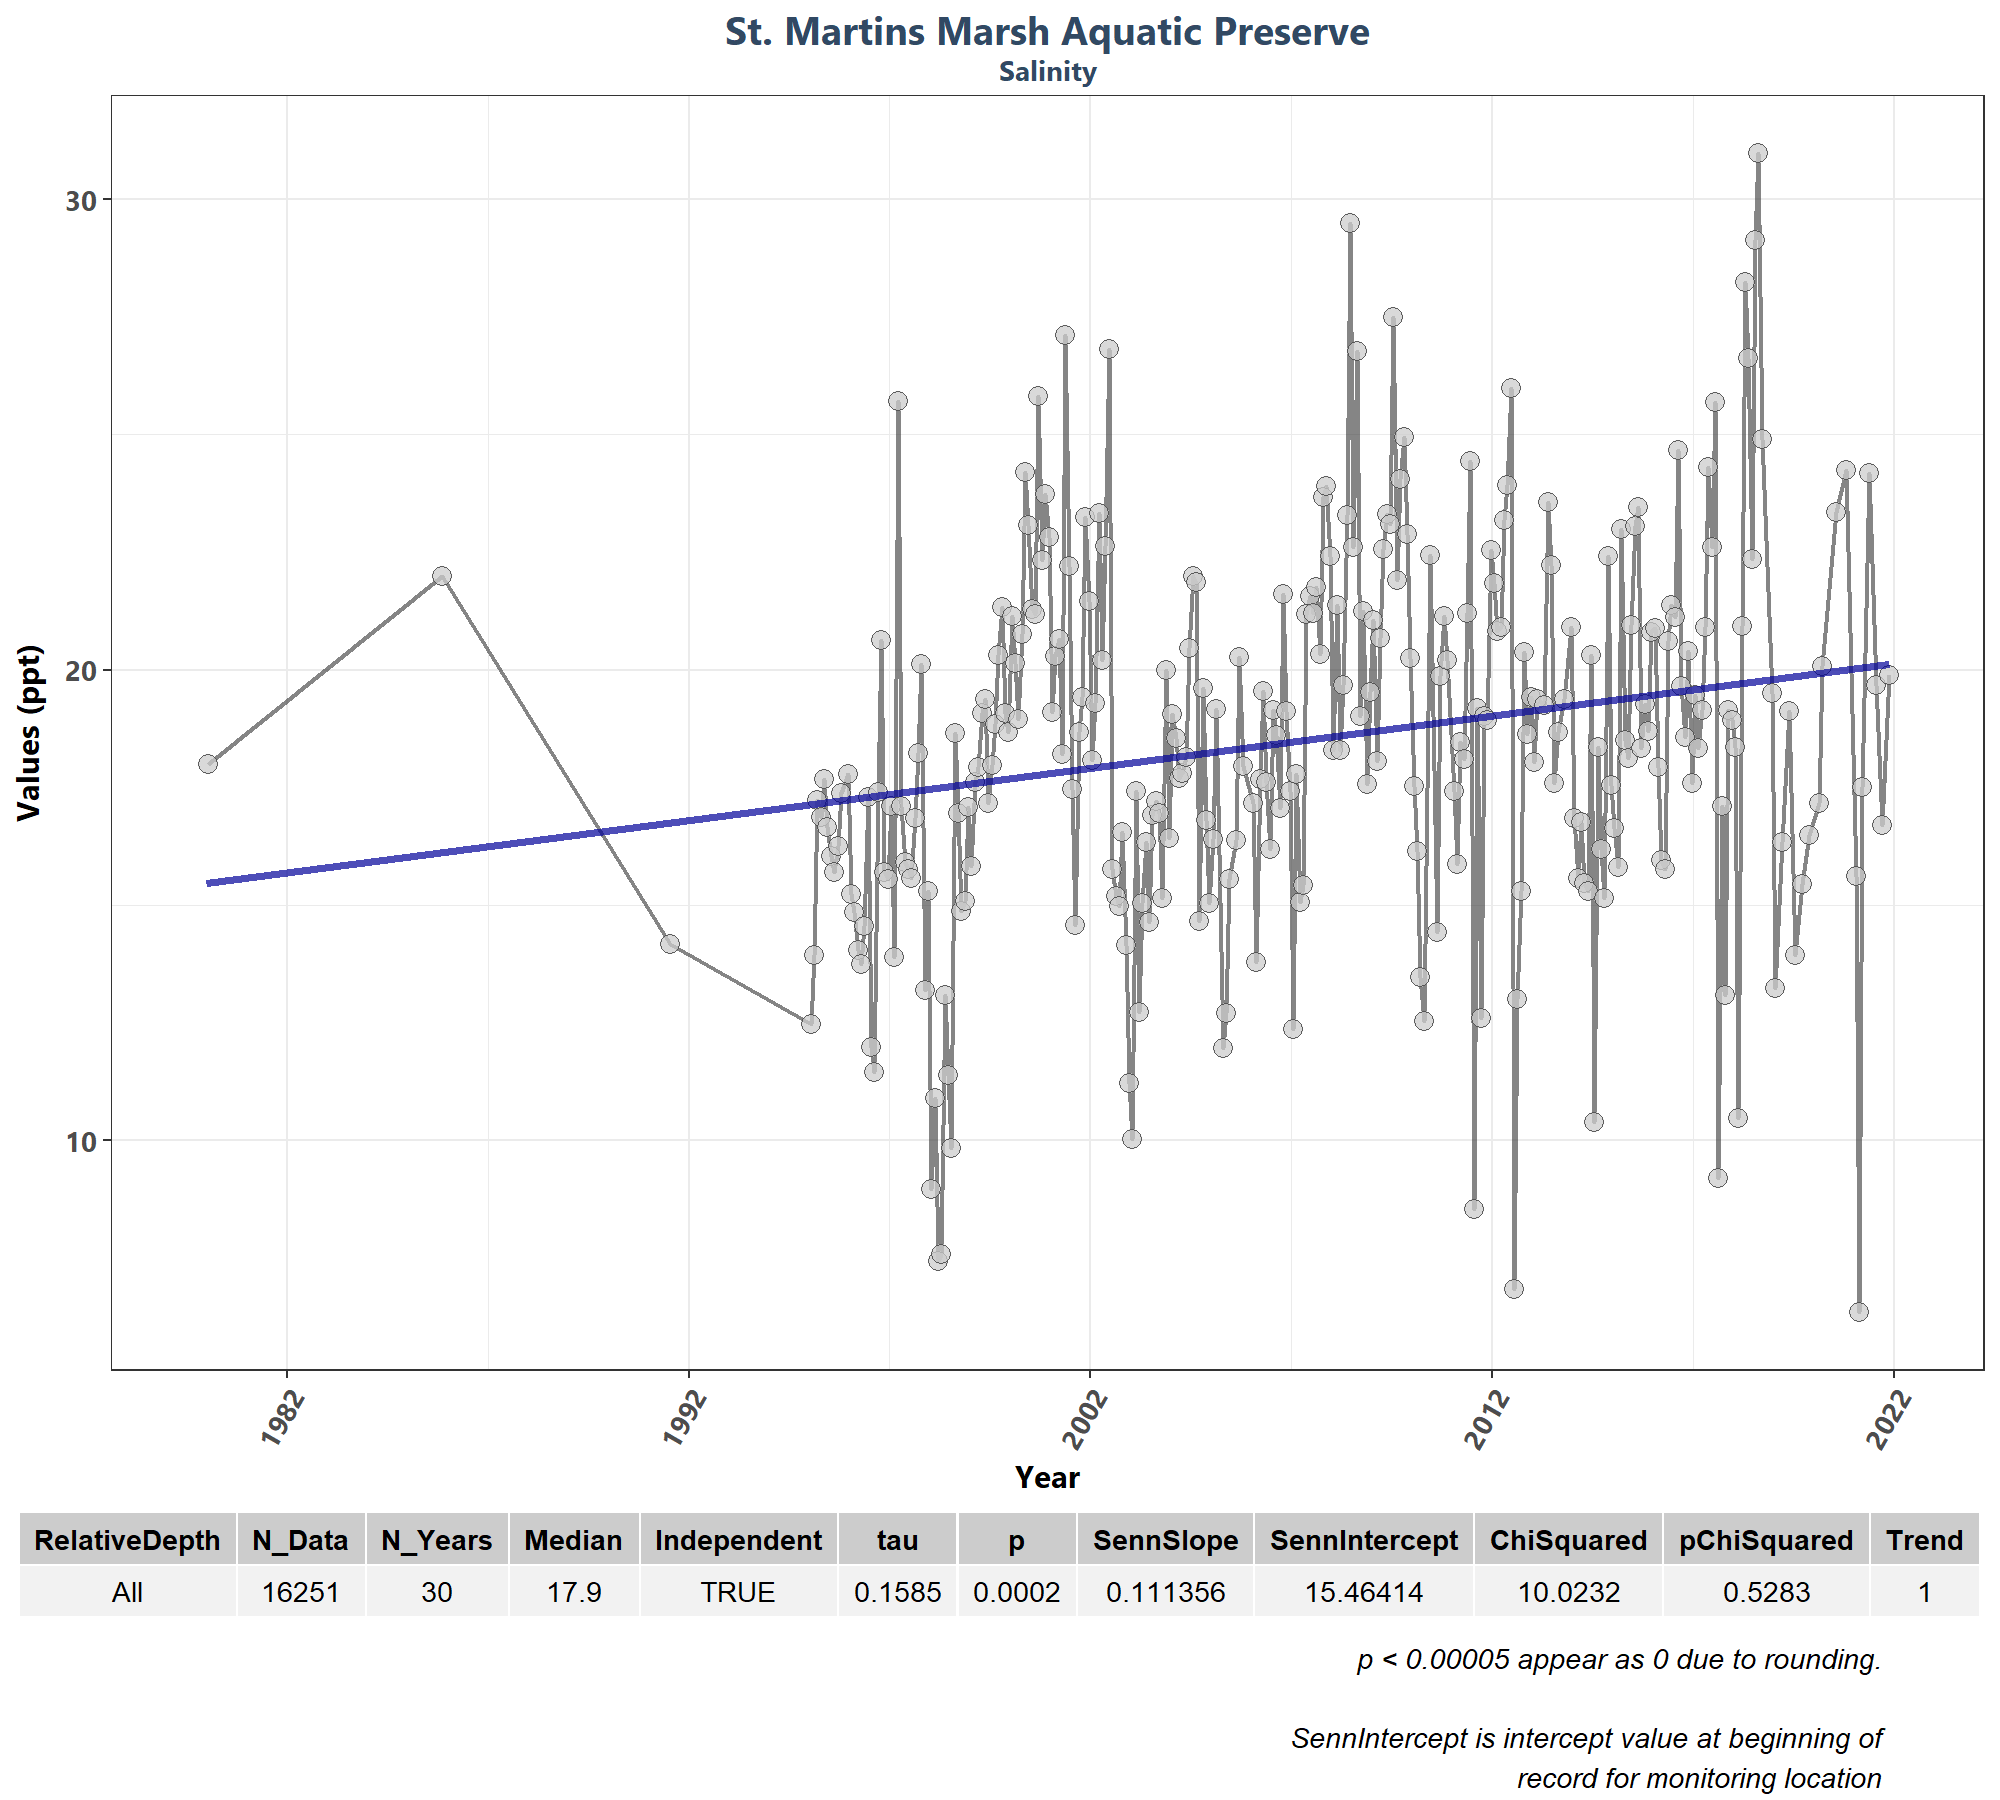 St. Martins Marsh Aquatic Preserve
Salinity
Values (ppt)
30
20
10
1982 1992 2002 2012 2022
Year
RelativeDepth N_Data N_Years Median Independent tau p SennSlope SennIntercept ChiSquared pChiSquared Trend
All 16251 30 17.9 TRUE 0.1585 0.0002 0.111356 15.46414 10.0232 0.5283 1
p < 0.00005 appear as 0 due to rounding.
SennIntercept is intercept value at beginning of
record for monitoring location